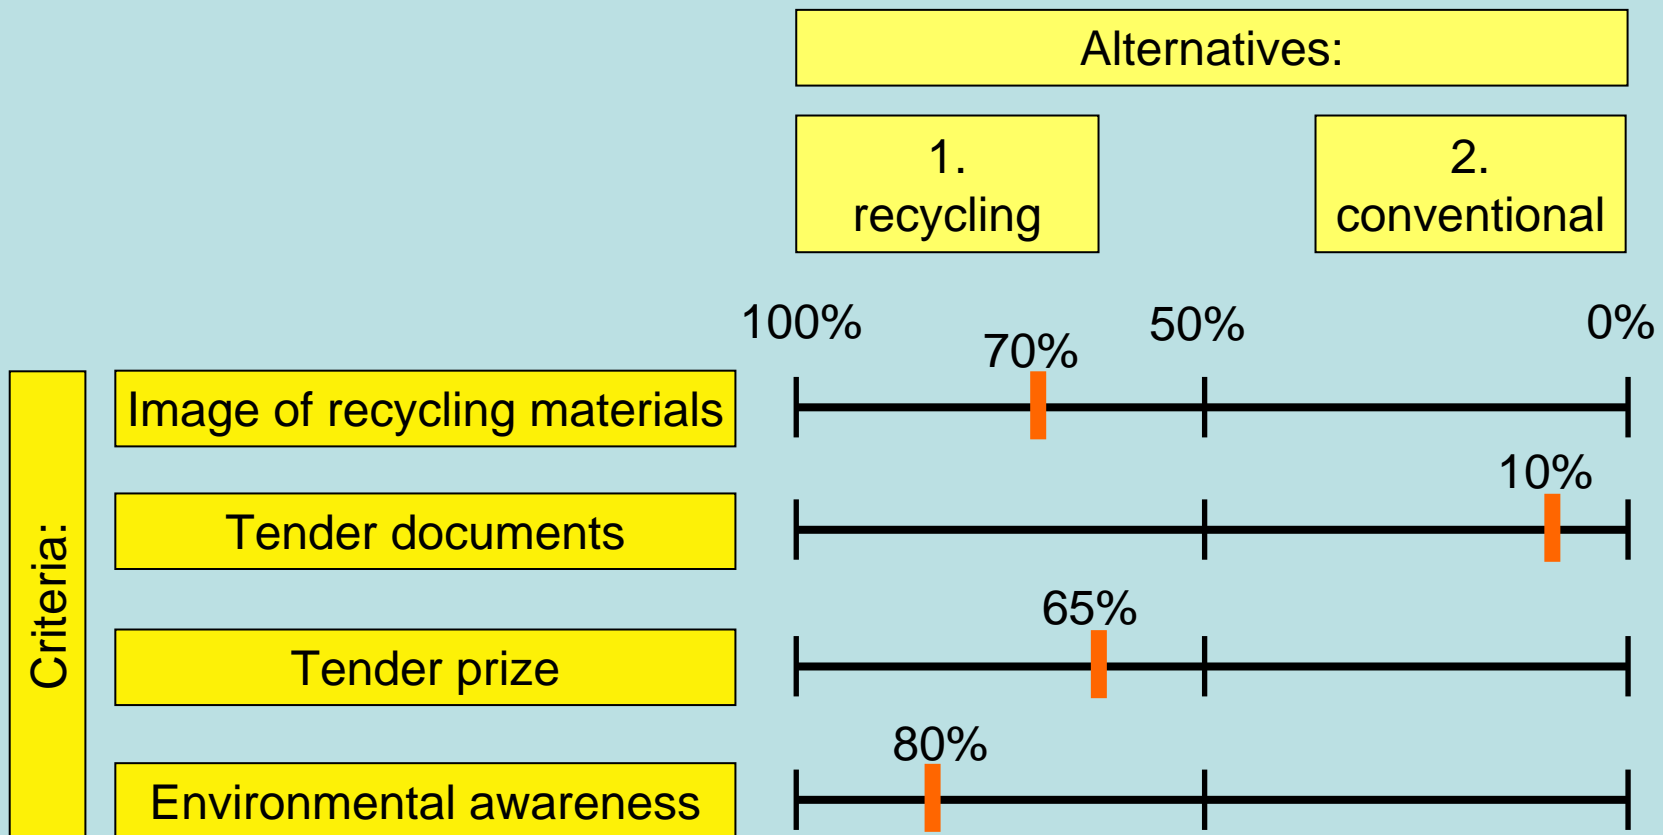 Alternatives:
1.
recycling
2.
conventional
100%
70%
50%
0%
Criteria:
Image of recycling materials
10%
Tender documents
65%
Tender prize
80%
Environmental awareness